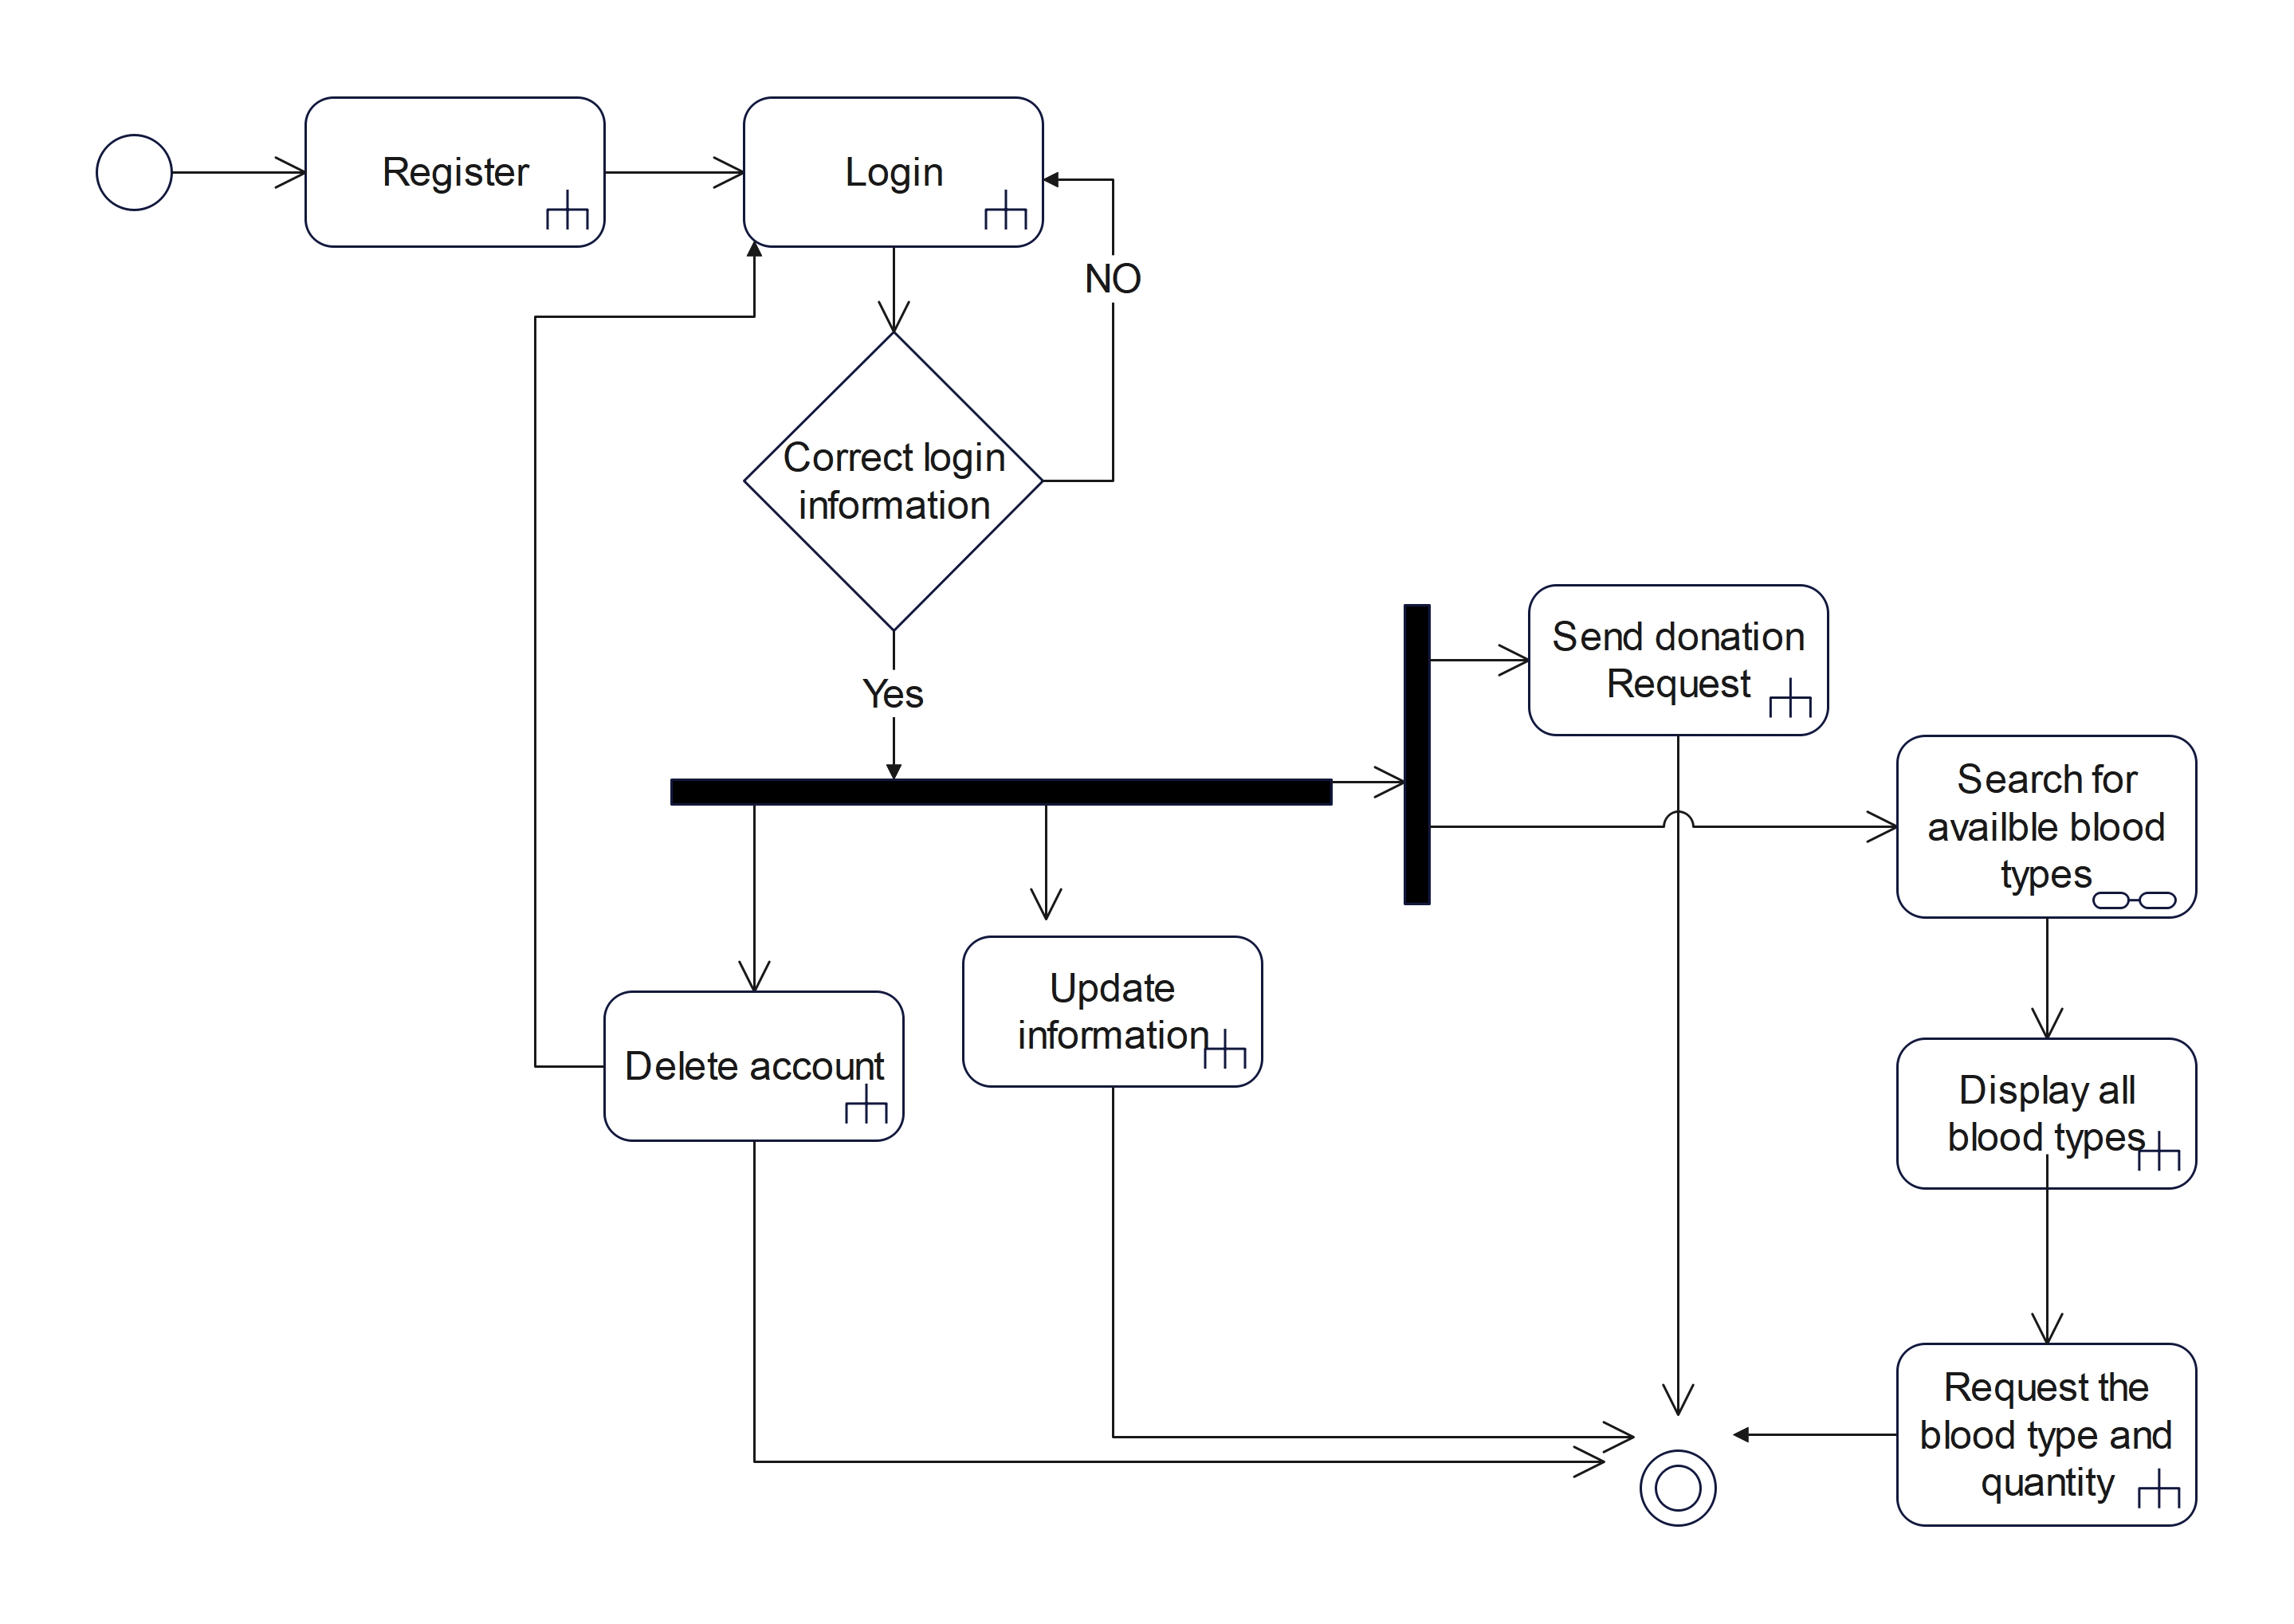 Register
Login
NO
Correct login
information
Yes
Send donation
Request
Search for
availble blood
types
Update
information
Delete account
Display all
blood types
Request the
blood type and
quantity